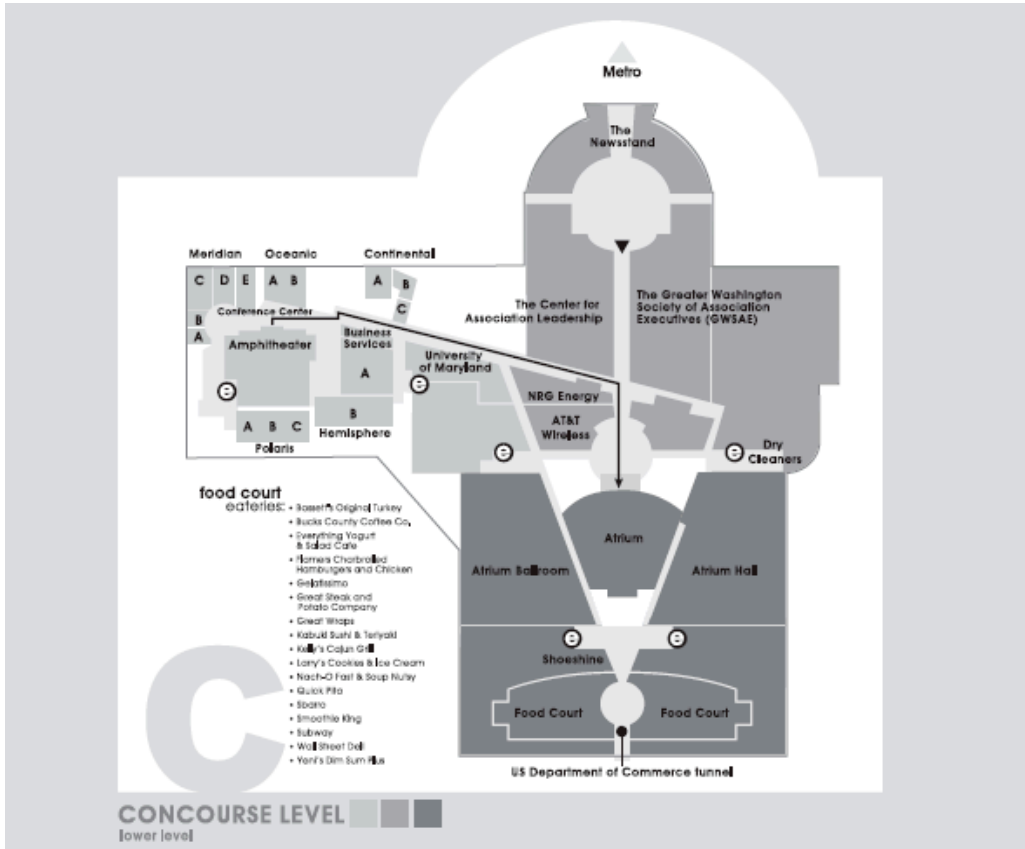 Metro
The
Newsstand
Meridian
Oceanic
Continental
C D E A B
A
B
C
B
A
Conference Center
Amphitheater
Business
Services
A
University
of Maryland
The Center for
Association Leadership
The Greater Washington
Society of Association
Executives (GWSAE)
NRG Energy
AT&T
Wireless
B
Hemisphere
A B C
Polaris
Dry
Cleaners
e
e
e
e
food court
eateries:
• Bassett's Original Turkey
• Bucks County Coffee Co.
• Everything Yogurt
& Salad Cafe
• Flamers Charbroiled
Hamburgers and Chicken
• Gelatissimo
• Great Steak and
Potato Company
• Great Wraps
• Kabuki Sushi & Teriyaki
• Kelly's Cajun Grill
• Larry's Cookies & Ice Cream
• Nach-O Fast & Soup Nutsy
• Quick Pita
• Sbarro
• Smoothie King
• Subway
• Wall Street Deli
• Yeni's Dim Sum Plus
Atrium
Atrium Ballroom
Atrium Hall
e
e
Shoeshine
Food Court
Food Court
US Department of Commerce tunnel
C
CONCOURSE LEVEL
lower level